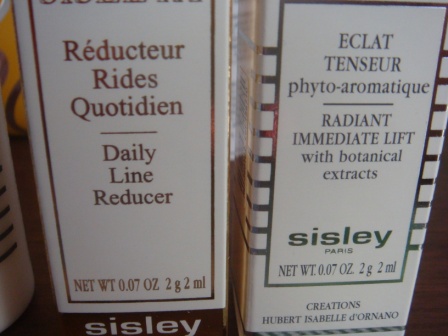 Réducteur
Rides
Quotidien
Daily
Line
Reducer
NET WT. 0.07 OZ 2 g 2 ml
sisley
ECLAT
TENSEUR
phyto-aromatique
RADIANT
IMMEDIATE LIFT
with botanical
extracts
sisley
PARIS
NET WT. 0.07 OZ. 2 g 2 ml
CREATIONS
HUBERT ISABELLE d'ORNANO